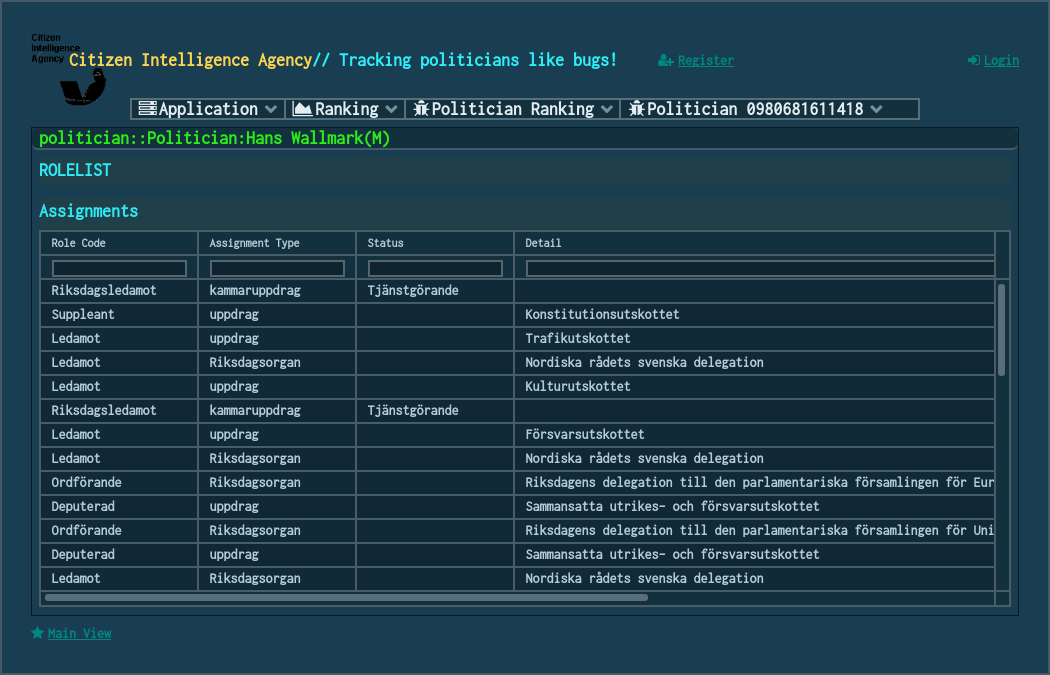 Citizen
Intelligence
Agency
Citizen Intelligence Agency// Tracking politicians like bugs!
Register
Login
Application
Ranking
Politician Ranking
Politician 0980681611418
politician::Politician:Hans Wallmark(M)
ROLELIST
Assignments
Role Code Assignment Type Status Detail
Riksdagsledamot kammaruppdrag Tjänstgörande
Suppleant uppdrag Konstitutionsutskottet
Ledamot uppdrag Trafikutskottet
Ledamot Riksdagsorgan Nordiska rådets svenska delegation
Ledamot uppdrag Kulturutskottet
Riksdagsledamot kammaruppdrag Tjänstgörande
Ledamot uppdrag Försvarsutskottet
Ledamot Riksdagsorgan Nordiska rådets svenska delegation
Ordförande Riksdagsorgan Riksdagens delegation till den parlamentariska församlingen för Eur
Deputerad uppdrag Sammansatta utrikes- och försvarsutskottet
Ordförande Riksdagsorgan Riksdagens delegation till den parlamentariska församlingen för Uni
Deputerad uppdrag Sammansatta utrikes- och försvarsutskottet
Ledamot Riksdagsorgan Nordiska rådets svenska delegation
Main View